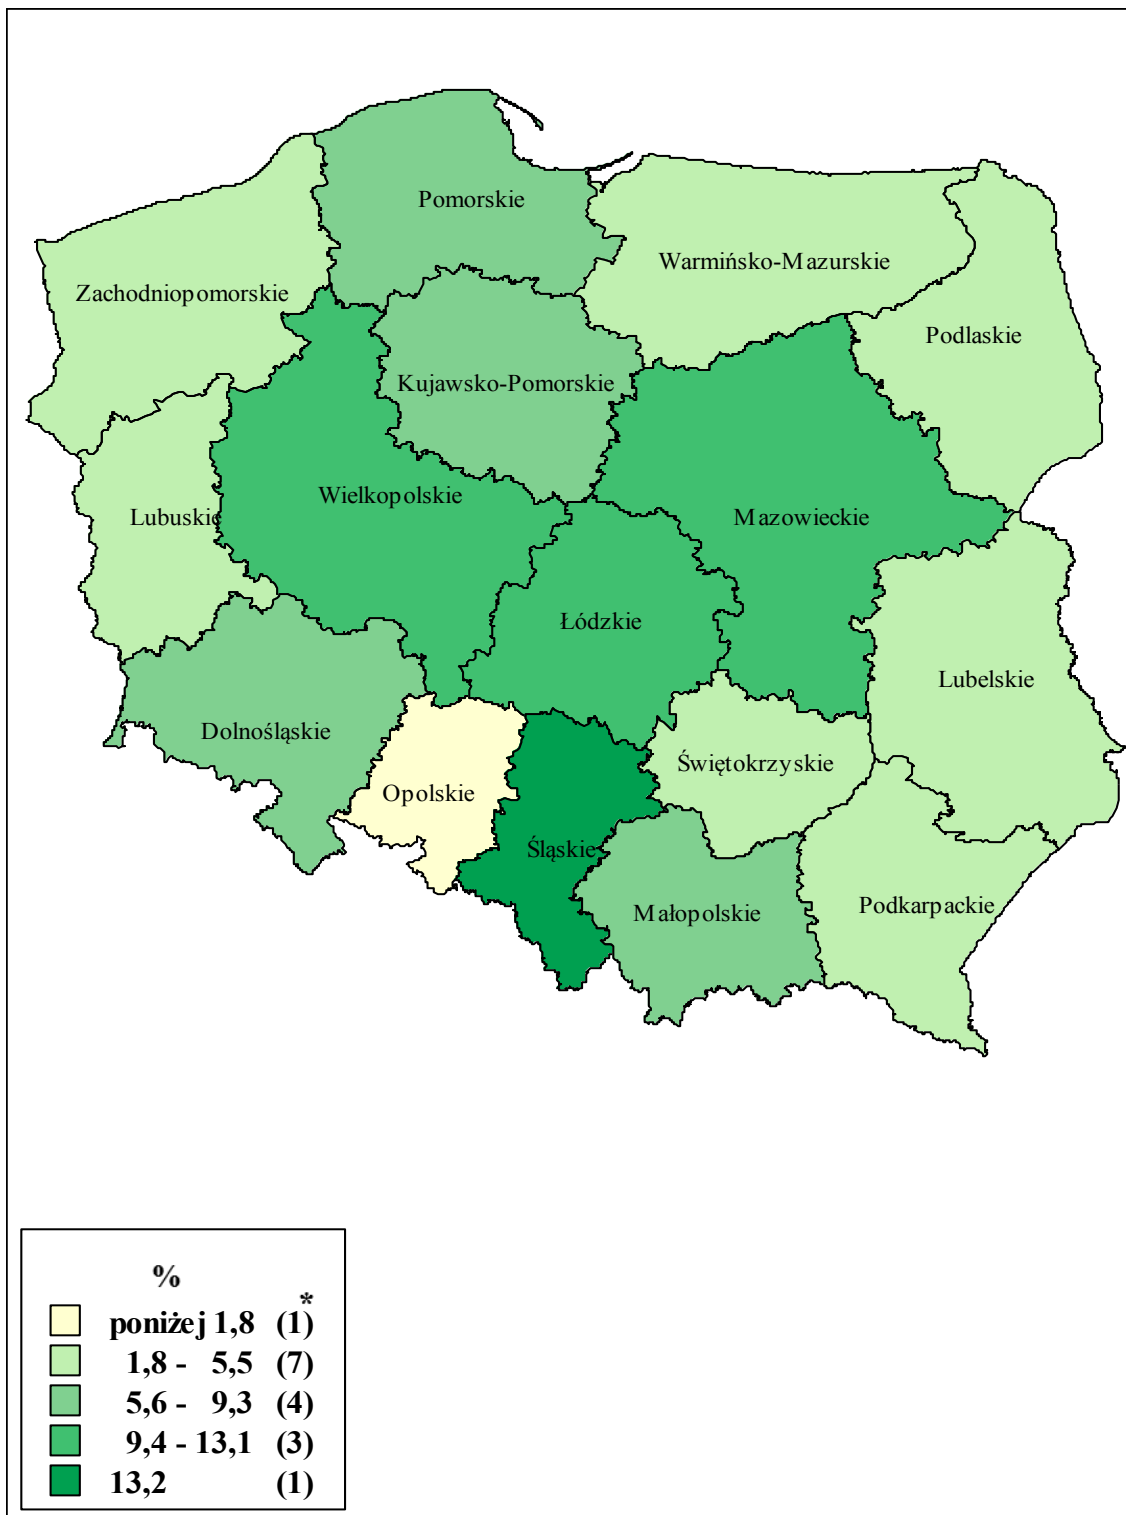 Pomorskie
Warmińsko-Mazurskie
Zachodniopomorskie
Podlaskie
Kujawsko-Pomorskie
Wielkopolskie
Lubuskie
Mazowieckie
Łódzkie
Lubelskie
Dolnośląskie
Świętokrzyskie
Opolskie
Śląskie
Podkarpackie
Małopolskie
%
*
poniżej 1,8 (1)
1,8 - 5,5 (7)
5,6 - 9,3 (4)
9,4 - 13,1 (3)
13,2 (1)